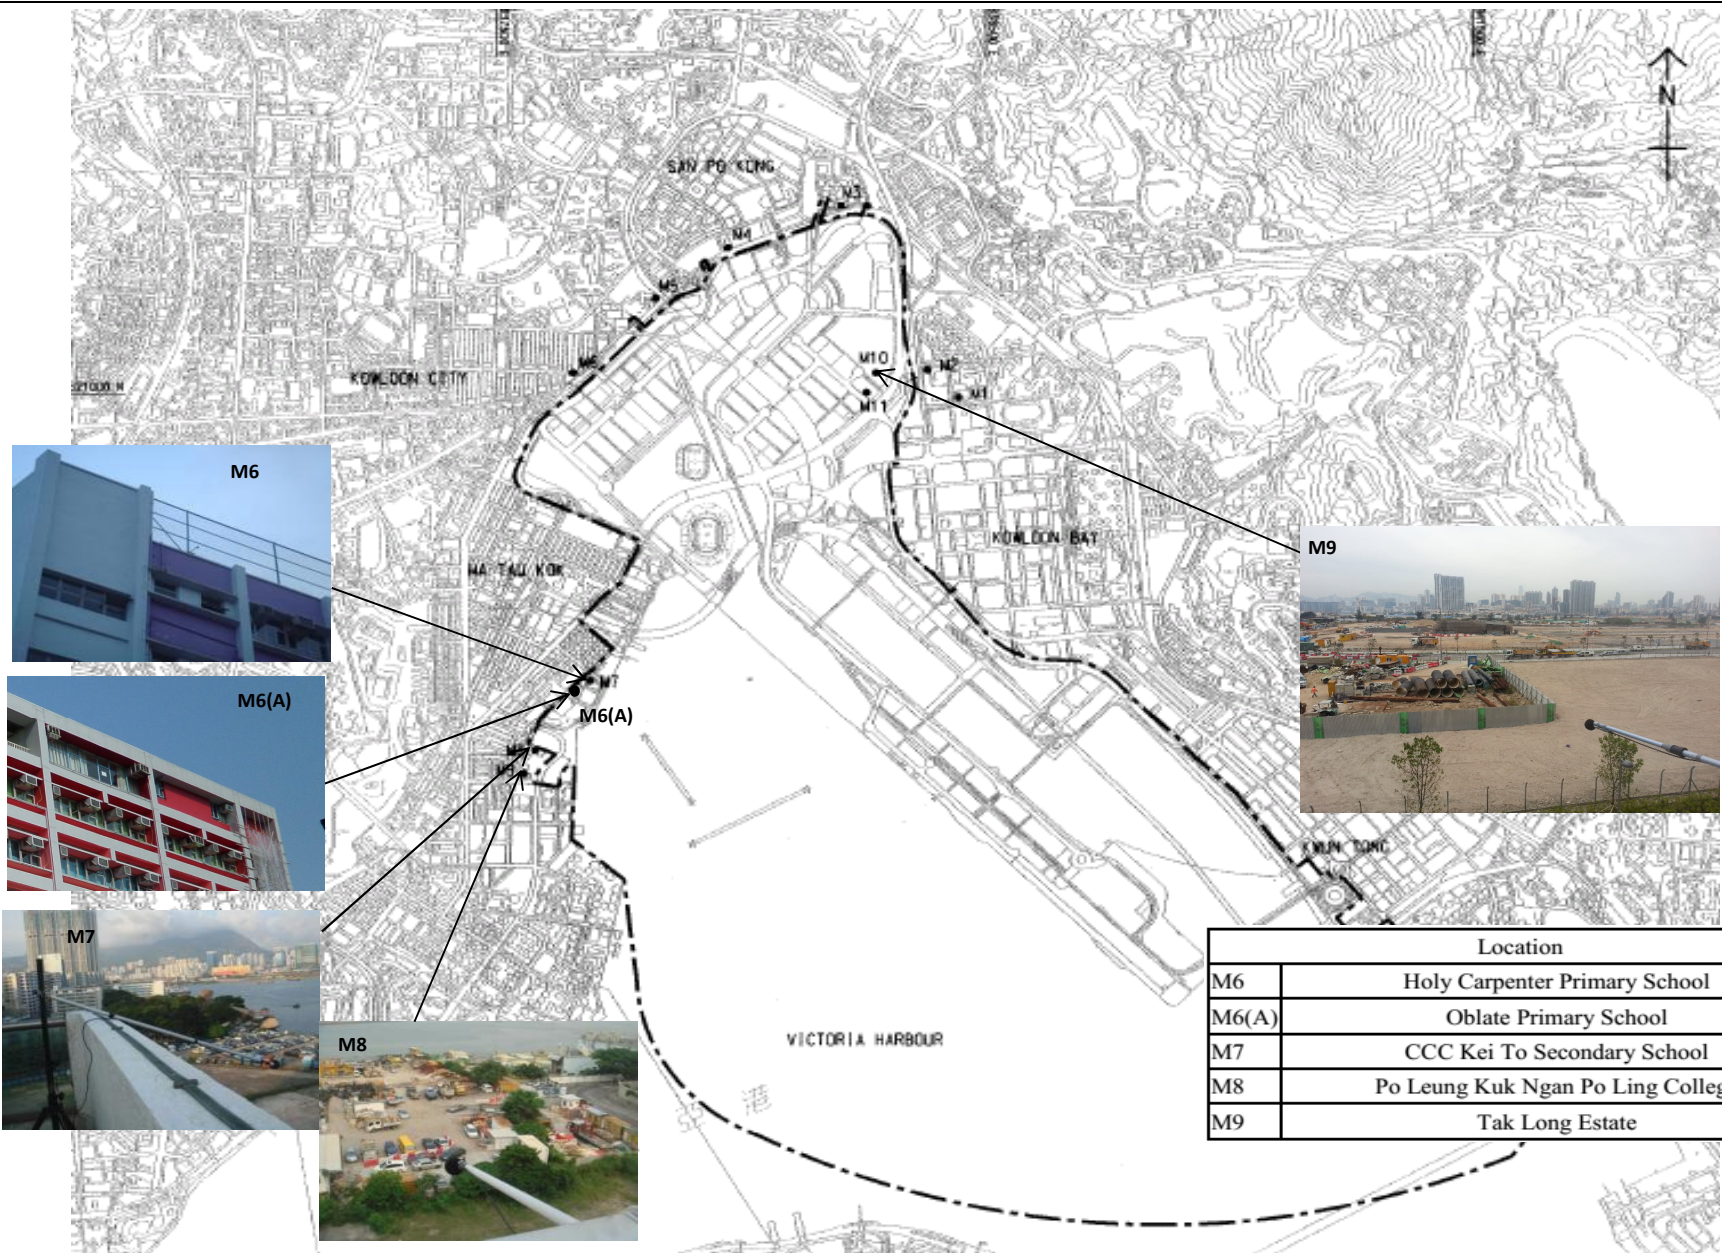 N
SAN PO KONG
M3
M4
M5
M6
KOWLOON CITY
M10
M2
M11
M1
M6
KOWLOON BAY
M9
MA TAU KOK
M6(A)
M7
M6(A)
KWUN TONG
M7
M8
VICTORIA HARBOUR
港
Location
M6 Holy Carpenter Primary School
M6(A) Oblate Primary School
M7 CCC Kei To Secondary School
M8 Po Leung Kuk Ngan Po Ling Colleg
M9 Tak Long Estate